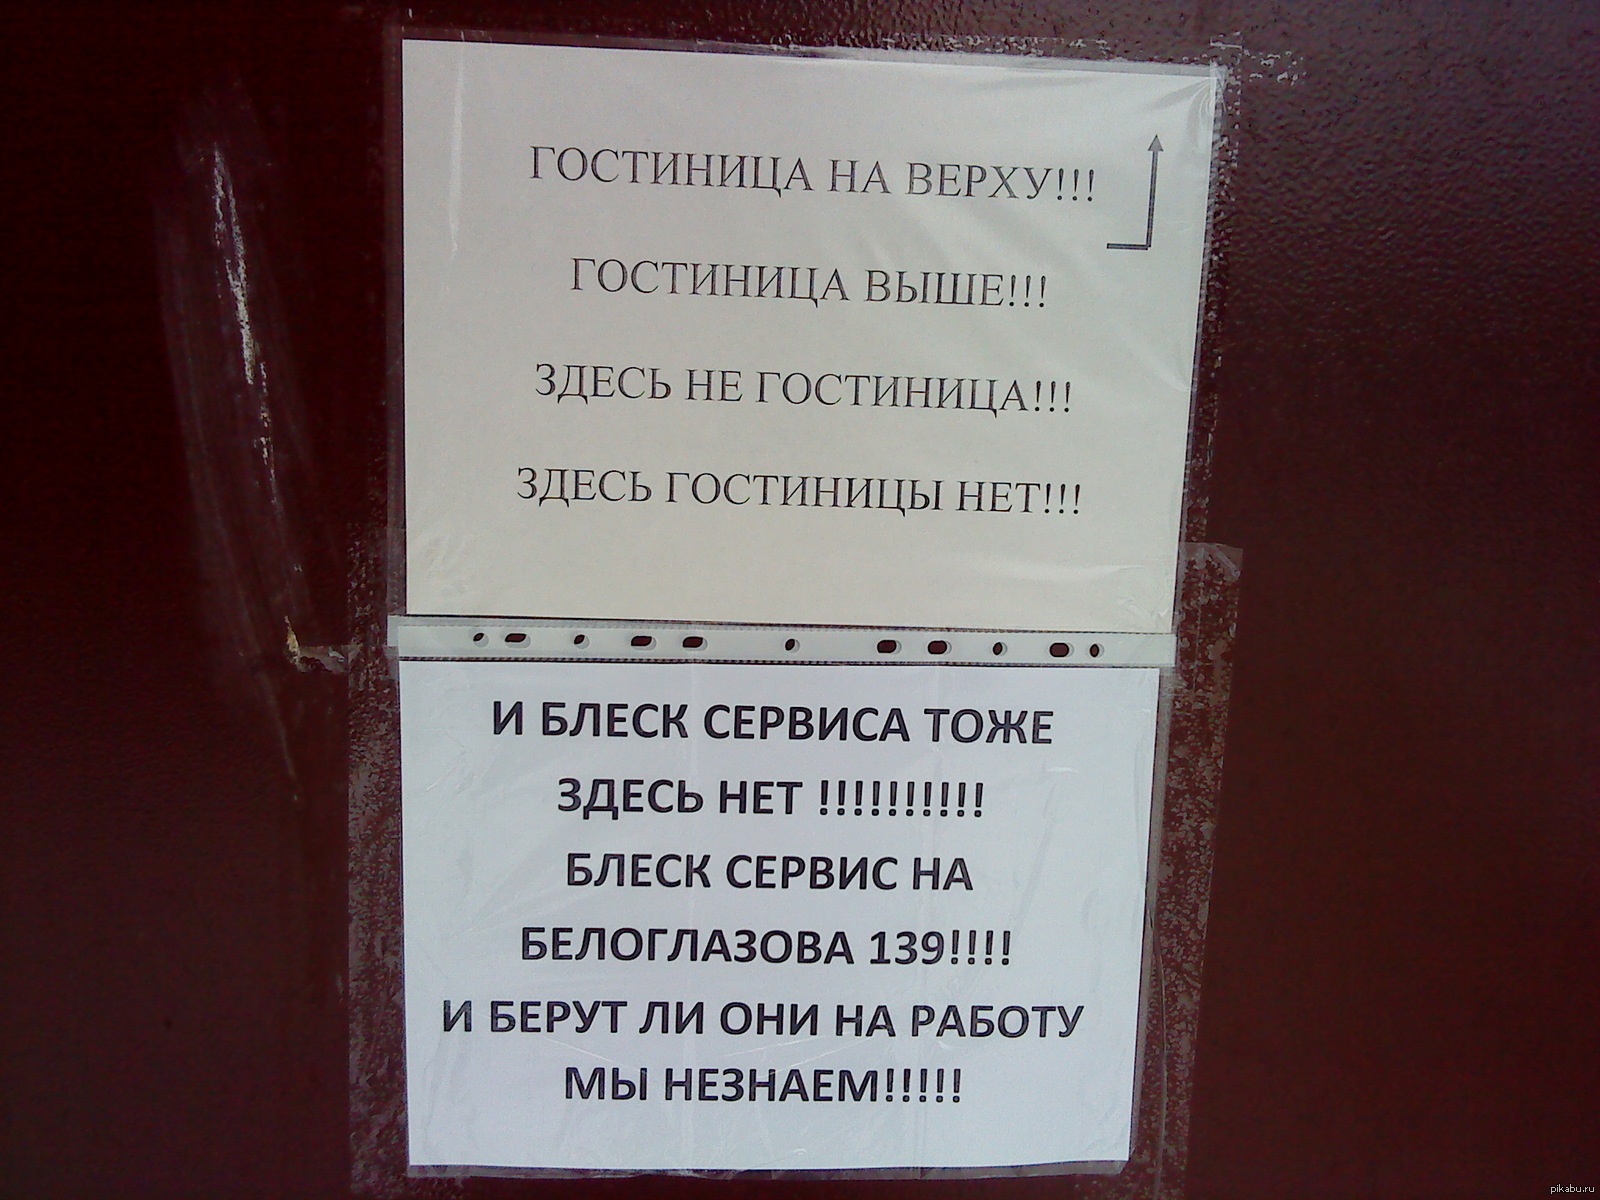 ГОСТИНИЦА НА ВЕРХУ!!!
ГОСТИНИЦА ВЫШЕ!!!
ЗДЕСЬ НЕ ГОСТИНИЦА!!!
ЗДЕСЬ ГОСТИНИЦЫ НЕТ!!!
И БЛЕСК СЕРВИСА ТОЖЕ
ЗДЕСЬ НЕТ !!!!!!!!!!
БЛЕСК СЕРВИС НА
БЕЛОГЛАЗОВА 139!!!!
И БЕРУТ ЛИ ОНИ НА РАБОТУ
МЫ НЕЗНАЕМ!!!!!
pikabu.ru